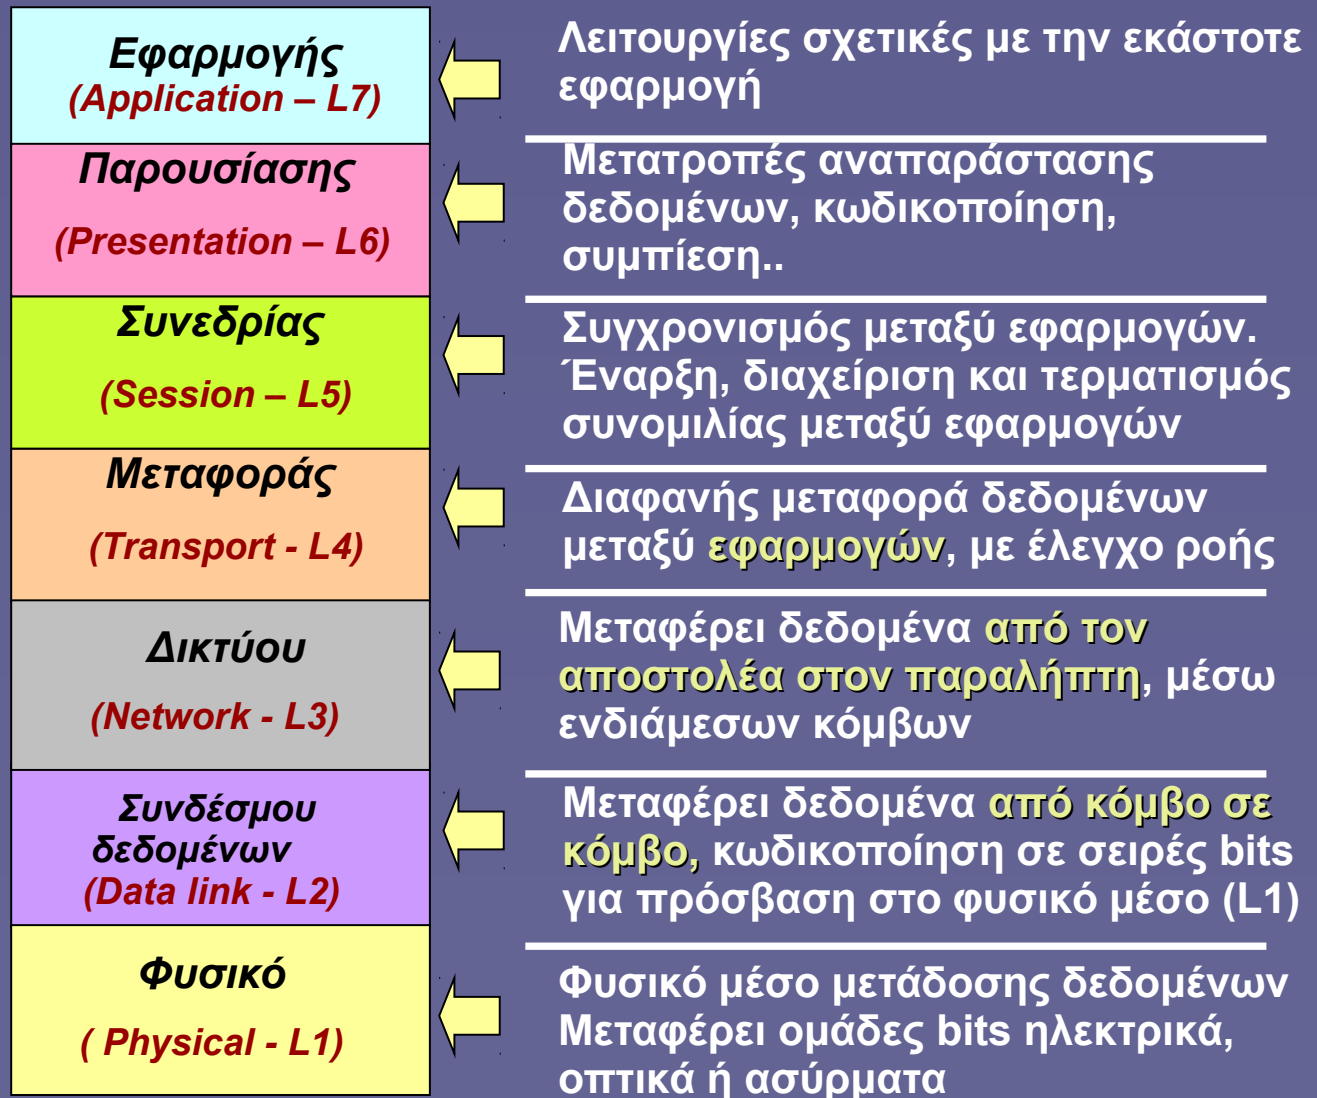 Εφαρμογής
(Application – L7)
Λειτουργίες σχετικές με την εκάστοτε
εφαρμογή
Παρουσίασης
(Presentation – L6)
Μετατροπές αναπαράστασης
δεδομένων, κωδικοποίηση,
συμπίεση..
Συνεδρίας
(Session – L5)
Συγχρονισμός μεταξύ εφαρμογών.
Έναρξη, διαχείριση και τερματισμός
συνομιλίας μεταξύ εφαρμογών
Μεταφοράς
(Transport - L4)
Διαφανής μεταφορά δεδομένων
μεταξύ εφαρμογών, με έλεγχο ροής
Δικτύου
(Network - L3)
Μεταφέρει δεδομένα από τον
αποστολέα στον παραλήπτη, μέσω
ενδιάμεσων κόμβων
Συνδέσμου
δεδομένων
(Data link - L2)
Μεταφέρει δεδομένα από κόμβο σε
κόμβο, κωδικοποίηση σε σειρές bits
για πρόσβαση στο φυσικό μέσο (L1)
Φυσικό
( Physical - L1)
Φυσικό μέσο μετάδοσης δεδομένων
Μεταφέρει ομάδες bits ηλεκτρικά,
οπτικά ή ασύρματα